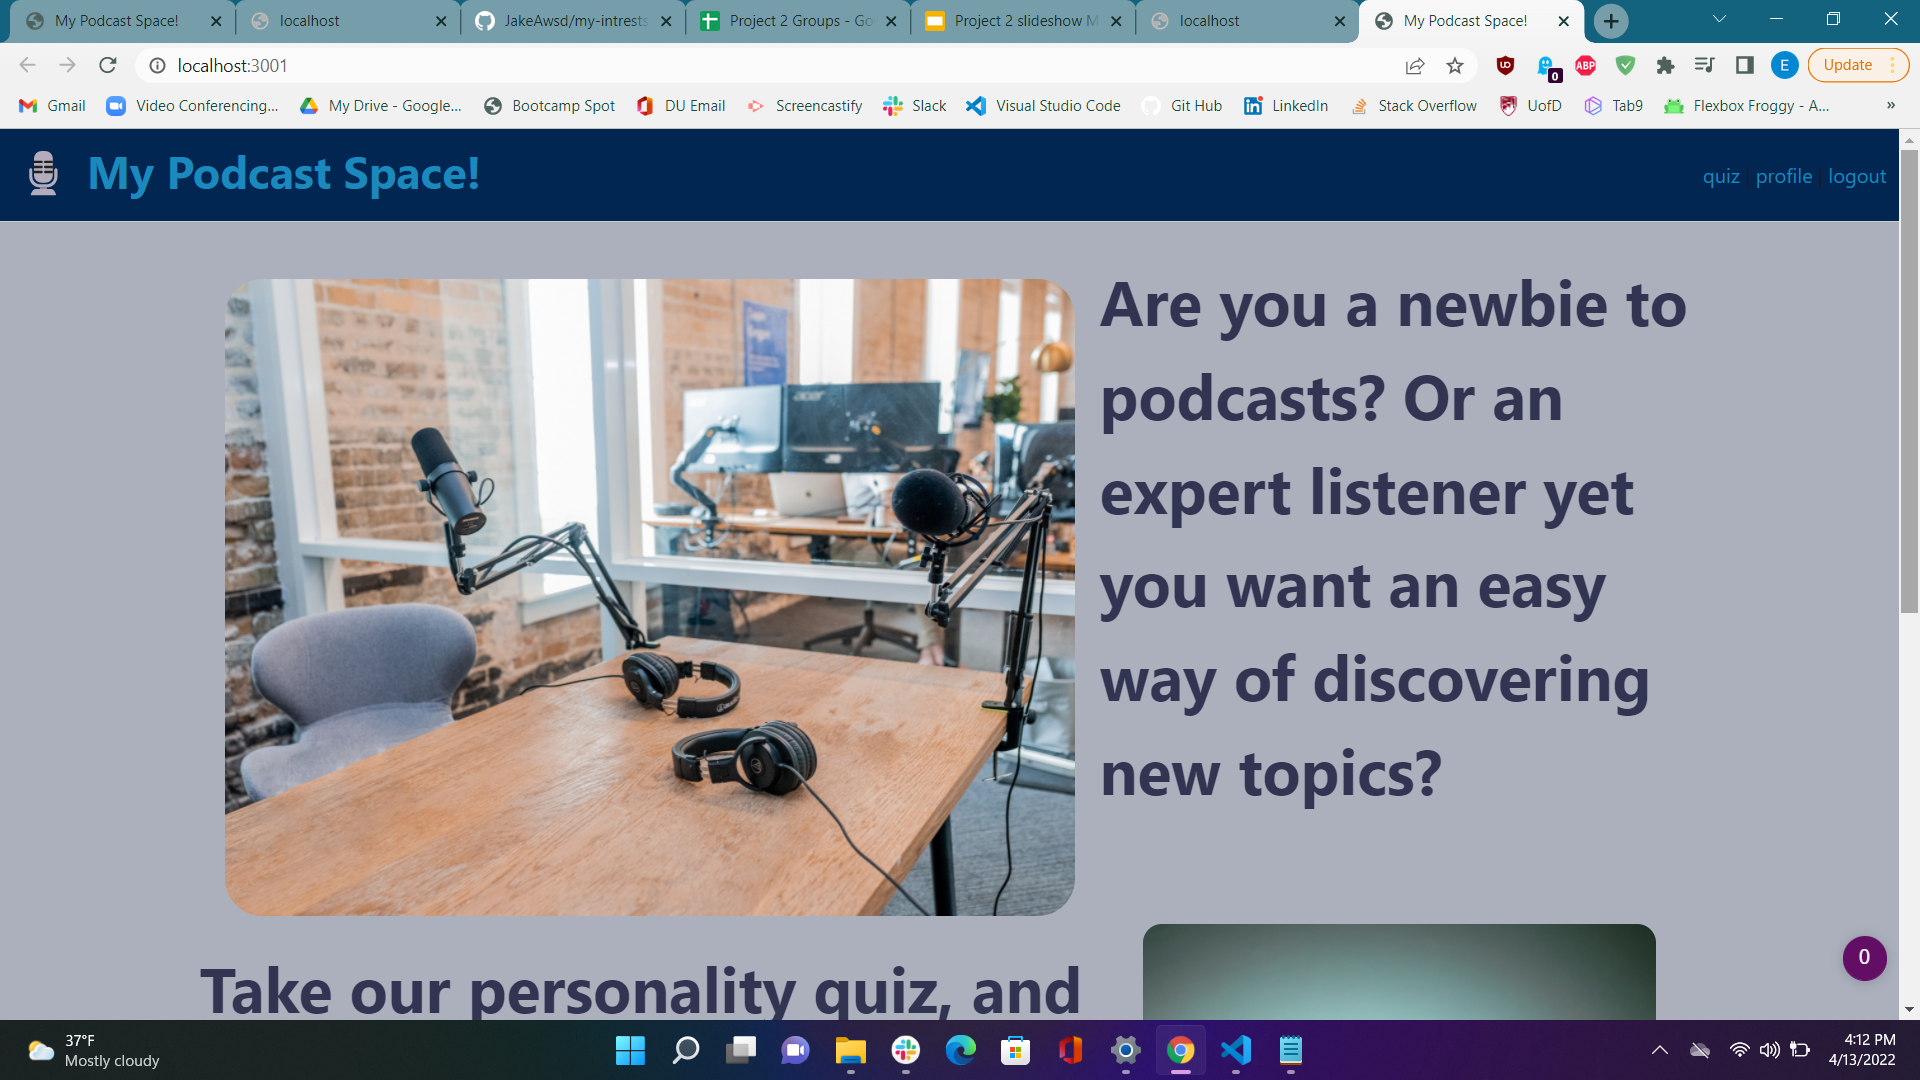 My Podcast Space!
localhost
JakeAwsd/my-intrests
Project 2 Groups - Go
Project 2 slideshow M
localhost
My Podcast Space!
localhost:3001
0
ABP
E
Update
Gmail
Video Conferencing...
My Drive - Google...
Bootcamp Spot
DU Email
Screencastify
Slack
Visual Studio Code
Git Hub
LinkedIn
Stack Overflow
UofD
Tab9
Flexbox Froggy - A...
»
My Podcast Space!
quiz
profile
logout
acer
Are you a newbie to
podcasts? Or an
expert listener yet
you want an easy
way of discovering
new topics?
Take our personality quiz, and
0
37°F
Mostly cloudy
4:12 PM
4/13/2022